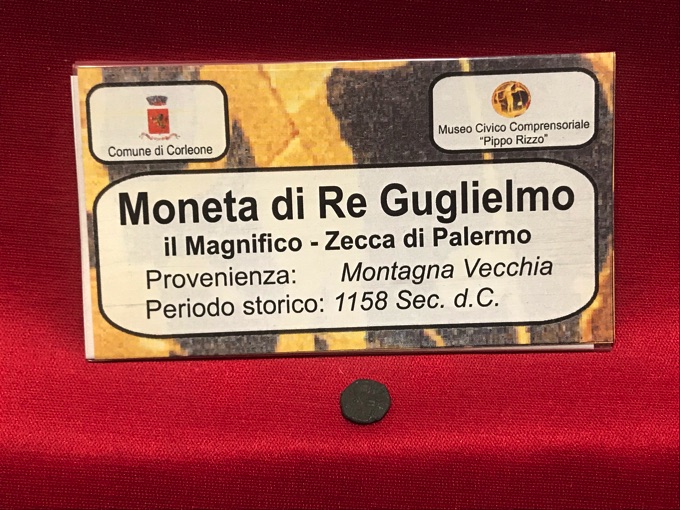 Comune di Corleone
Museo Civico Comprensoriale
"Pippo Rizzo"
Moneta di Re Guglielmo
il Magnifico - Zecca di Palermo
Provenienza: Montagna Vecchia
Periodo storico: 1158 Sec. d.C.